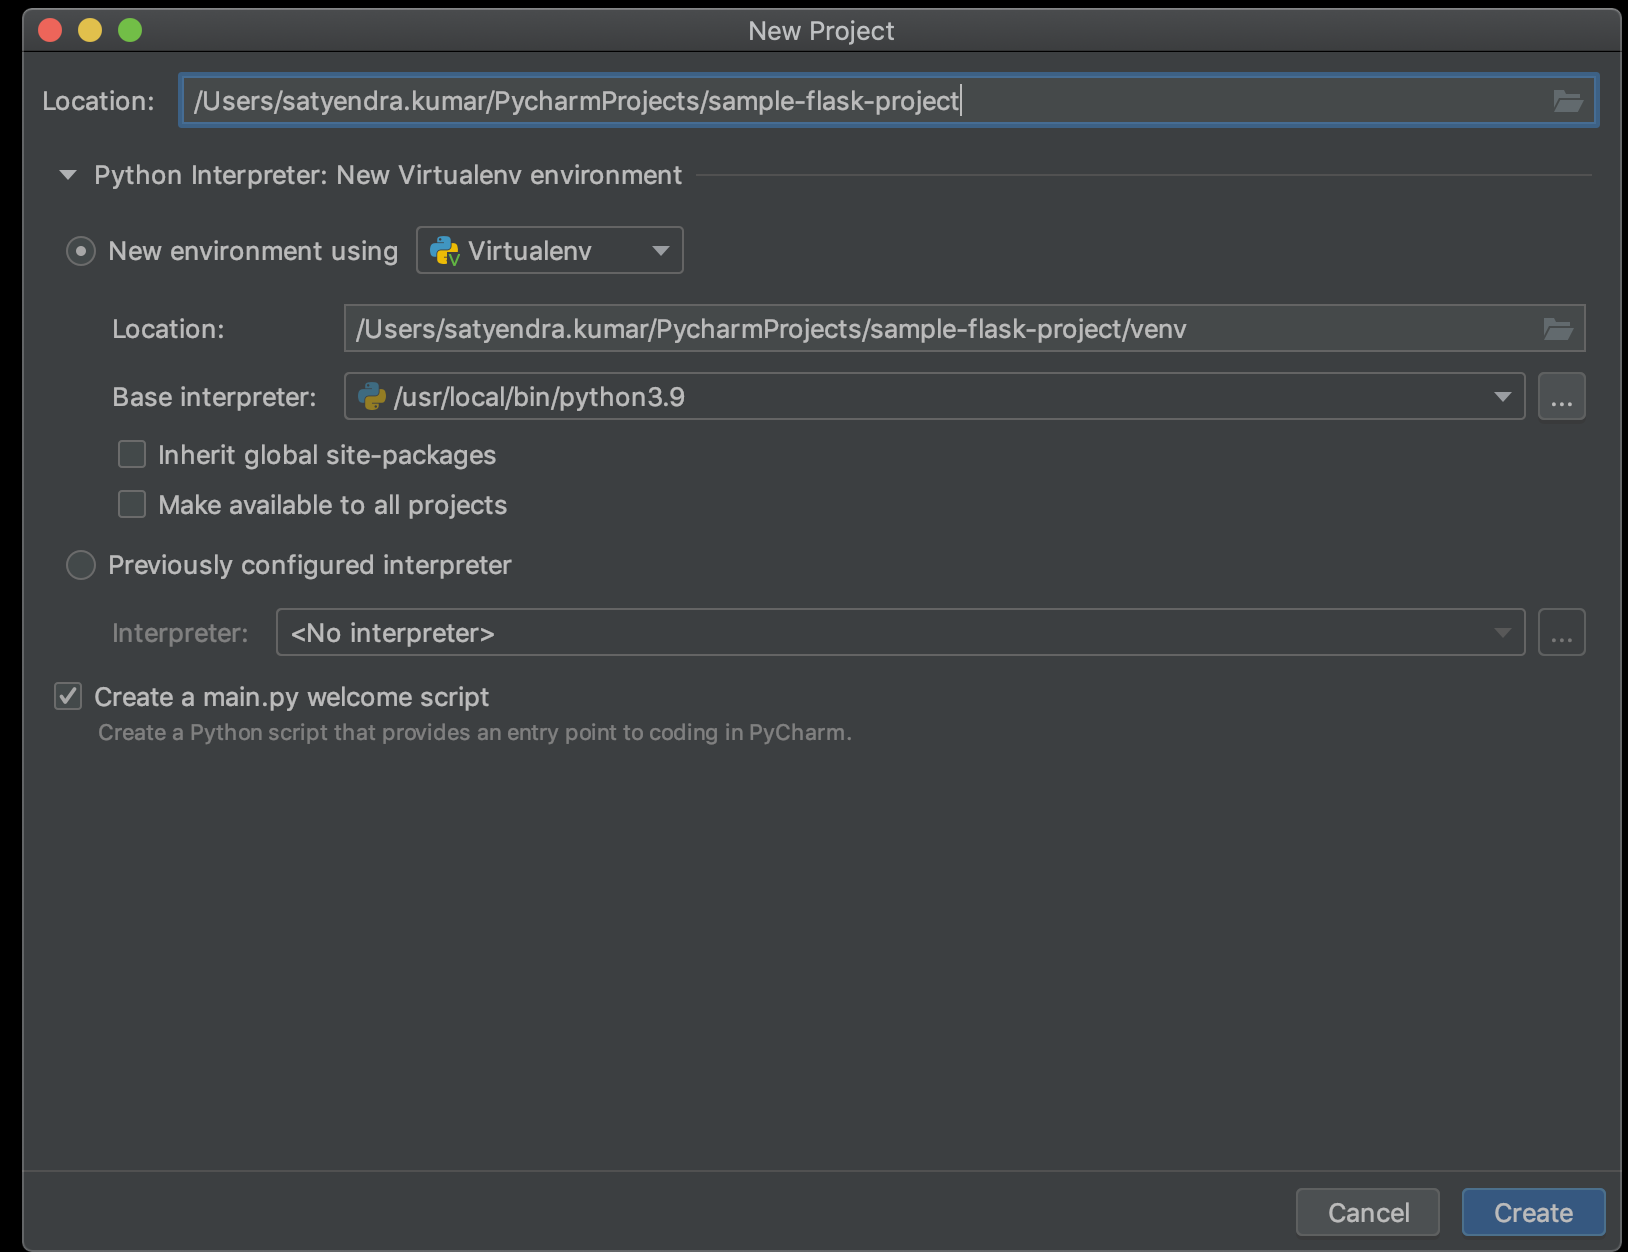 New Project
Location: /Users/satyendra.kumar/PycharmProjects/sample-flask-project
Python Interpreter: New Virtualenv environment
New environment using Virtualenv
Location: /Users/satyendra.kumar/PycharmProjects/sample-flask-project/venv
Base interpreter: /usr/local/bin/python3.9 ...
Inherit global site-packages
Make available to all projects
Previously configured interpreter
Interpreter: <No interpreter> ...
Create a main.py welcome script
Create a Python script that provides an entry point to coding in PyCharm.
Cancel Create